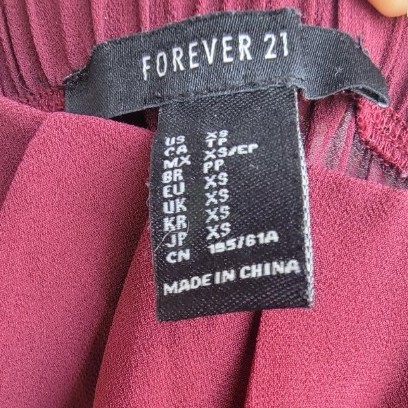 FOREVER 21
US XS
CA TP
MX XS/EP
BR PP
EU XS
UK XS
KR XS
JP XS
CN 155/61A
MADE IN CHINA